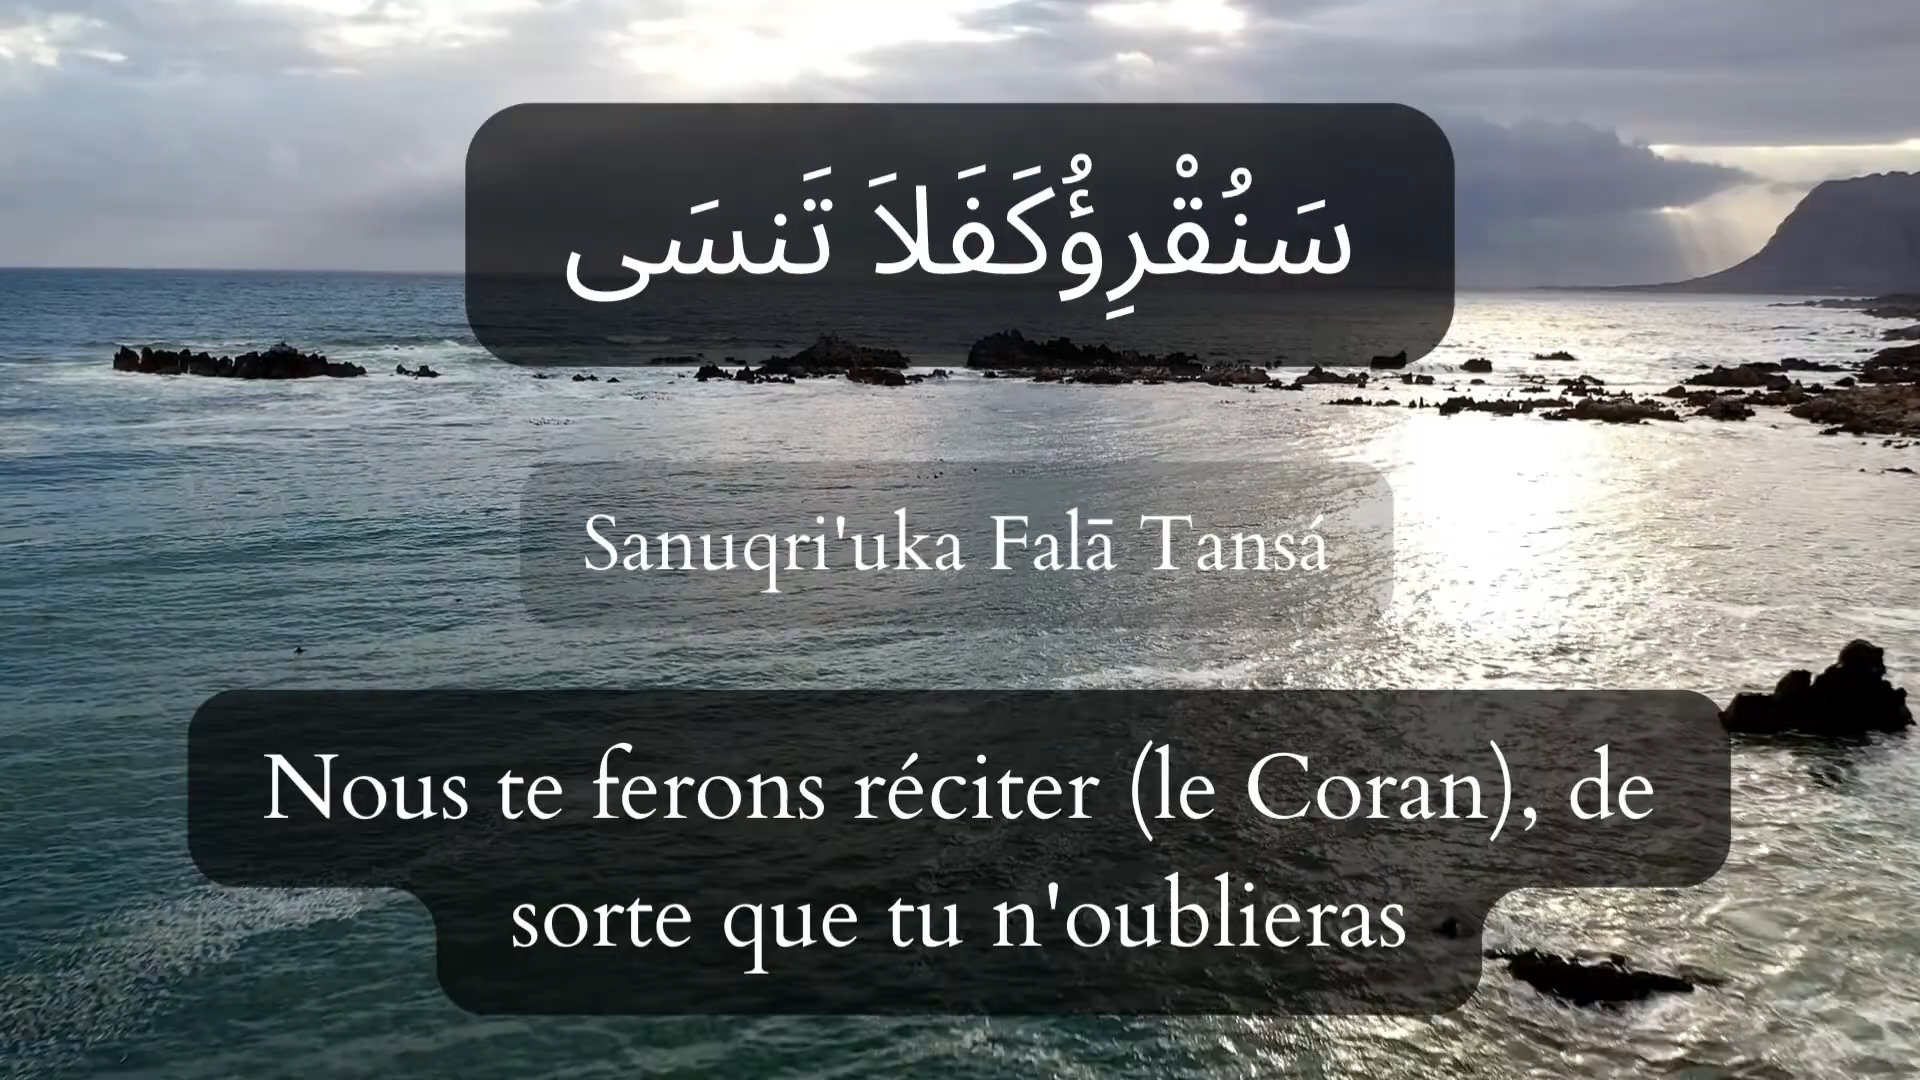 سَنُقْرِؤُكَفَلاَ تَنسَى
Sanuqri'uka Falā Tansá
Nous te ferons réciter (le Coran), de
sorte que tu n'oublieras